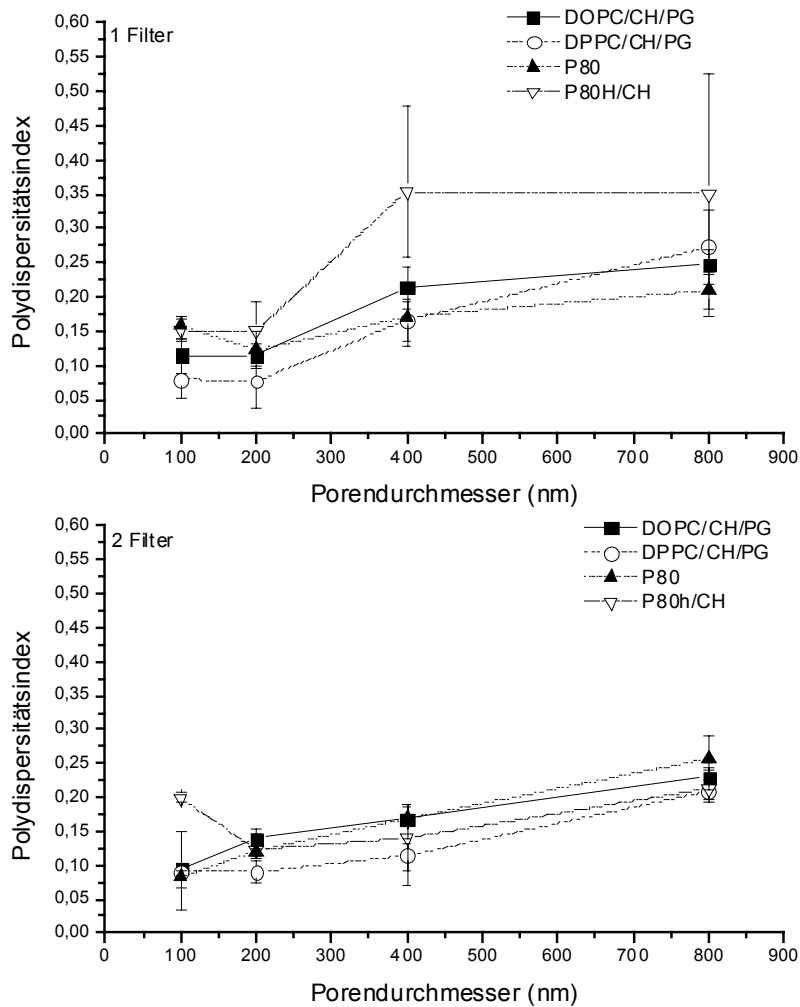 1 Filter
DOPC/CH/PG
DPPC/CH/PG
P80
P80H/CH
Polydispersitätsindex
0,60
0,55
0,50
0,45
0,40
0,35
0,30
0,25
0,20
0,15
0,10
0,05
0,00
0 100 200 300 400 500 600 700 800 900
Porendurchmesser (nm)
2 Filter
DOPC/CH/PG
DPPC/CH/PG
P80
P80h/CH
Polydispersitätsindex
0,60
0,55
0,50
0,45
0,40
0,35
0,30
0,25
0,20
0,15
0,10
0,05
0,00
0 100 200 300 400 500 600 700 800 900
Porendurchmesser (nm)